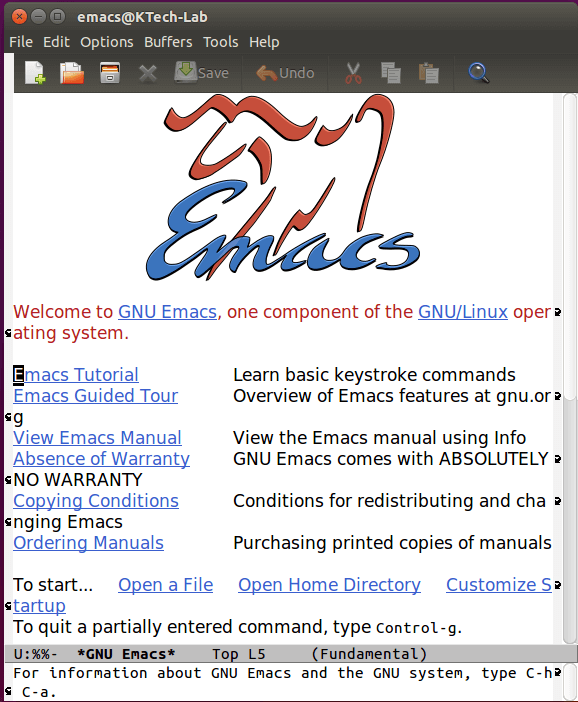 emacs@KTech-Lab
File Edit Options Buffers Tools Help
Save Undo
Emacs
Welcome to GNU Emacs, one component of the GNU/Linux oper
ating system.
Emacs Tutorial Learn basic keystroke commands
Emacs Guided Tour Overview of Emacs features at gnu.or
g
View Emacs Manual View the Emacs manual using Info
Absence of Warranty GNU Emacs comes with ABSOLUTELY
NO WARRANTY
Copying Conditions Conditions for redistributing and cha
nging Emacs
Ordering Manuals Purchasing printed copies of manuals
To start... Open a File Open Home Directory Customize S
tartup
To quit a partially entered command, type Control-g.
U:%%- *GNU Emacs* Top L5 (Fundamental)
For information about GNU Emacs and the GNU system, type C-h
C-a.